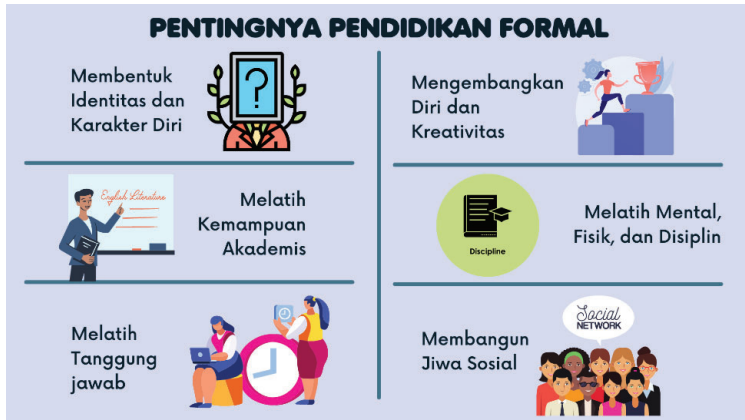 PENTINGNYA PENDIDIKAN FORMAL
Membentuk
Identitas dan
Karakter Diri
?
Mengembangkan
Diri dan
Kreativitas
English Literature
Melatih
Kemampuan
Akademis
Discipline
Melatih Mental,
Fisik, dan Disiplin
Melatih
Tanggung
jawab
Membangun
Jiwa Sosial
Social
NETWORK